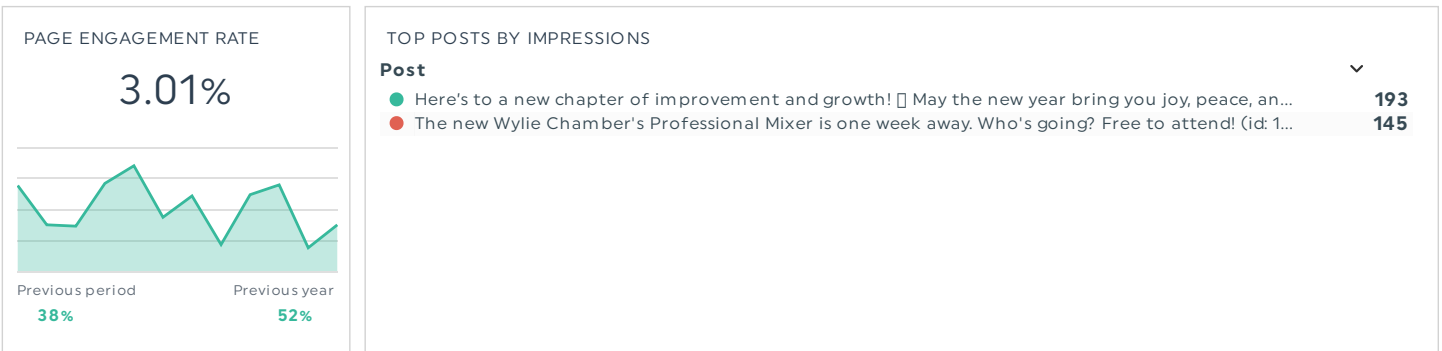 PAGE ENGAGEMENT RATE
3.01%
Previous period
Previous year
38%
52%
TOP POSTS BY IMPRESSIONS
Post
Here's to a new chapter of improvement and growth! ▯ May the new year bring you joy, peace, an... 193
The new Wylie Chamber's Professional Mixer is one week away. Who's going? Free to attend! (id: 1... 145